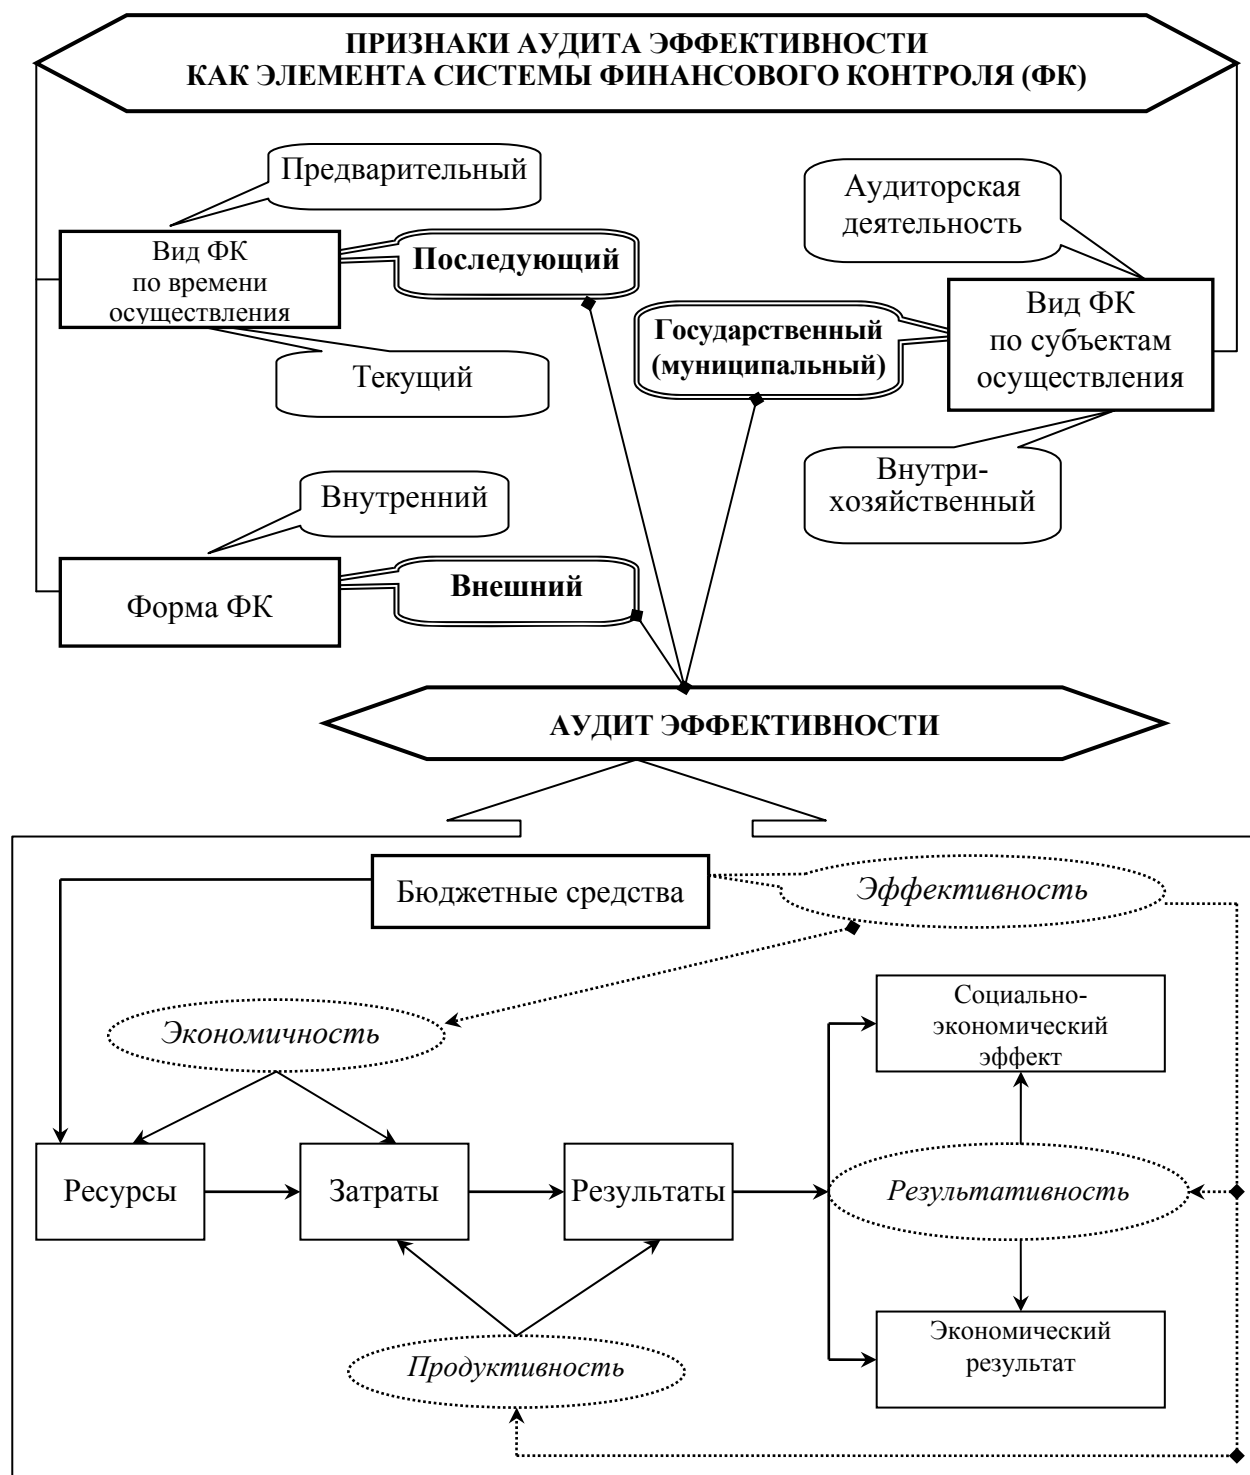 ПРИЗНАКИ АУДИТА ЭФФЕКТИВНОСТИ
КАК ЭЛЕМЕНТА СИСТЕМЫ ФИНАНСОВОГО КОНТРОЛЯ (ФК)
Предварительный
Аудиторская
деятельность
Вид ФК
по времени
осуществления
Последующий
Государственный
(муниципальный)
Вид ФК
по субъектам
осуществления
Текущий
Внутри-
хозяйственный
Внутренний
Форма ФК
Внешний
АУДИТ ЭФФЕКТИВНОСТИ
Бюджетные средства
Эффективность
Экономичность
Социально-
экономический
эффект
Ресурсы
Затраты
Результаты
Результативность
Продуктивность
Экономический
результат